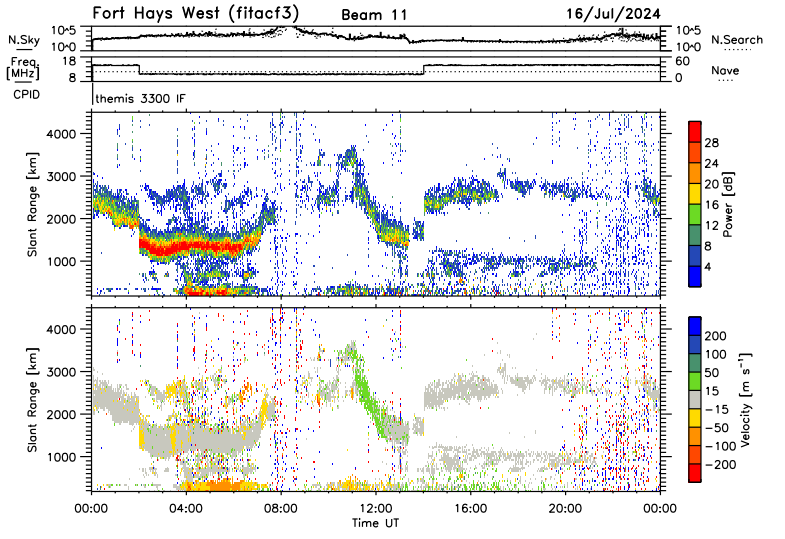 Fort Hays West (fitacf3) Beam 11 16/Jul/2024
N.Sky 10^5 10^0 10^5 10^0 N.Search
Freq. [MHz] 18 8 60 0 Nave
CPID themis 3300 IF
Slant Range [km] 4000 3000 2000 1000
Power [dB] 28 24 20 16 12 8 4
Slant Range [km] 4000 3000 2000 1000
Velocity [m s⁻¹] 200 100 50 15 −15 −50 −100 −200
00:00 04:00 08:00 12:00 16:00 20:00 00:00
Time UT